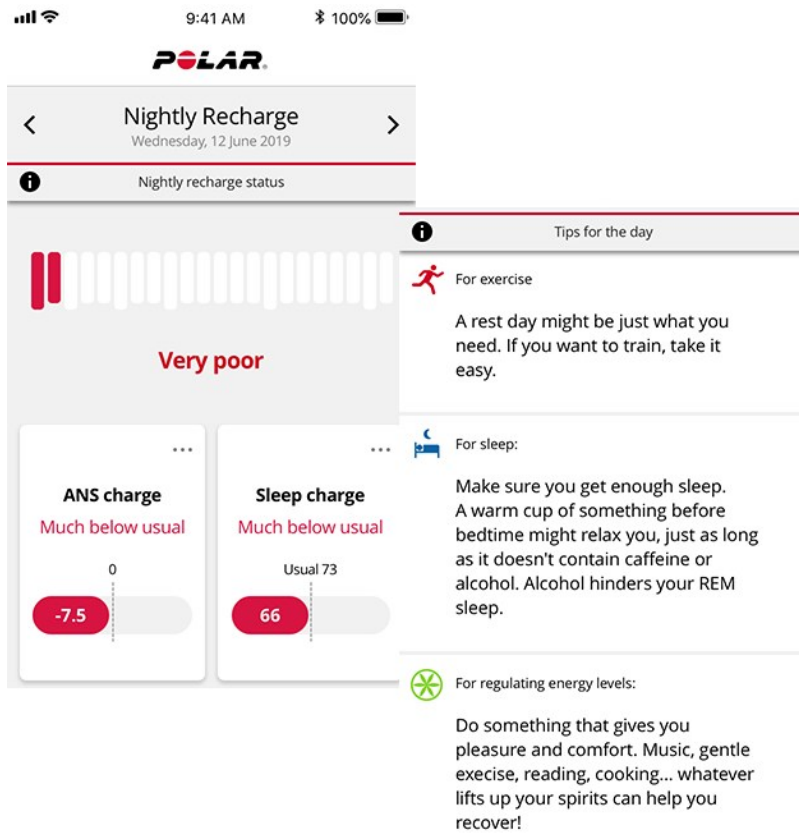 9:41 AM
100%
POLAR
Nightly Recharge
Wednesday, 12 June 2019
Nightly recharge status
Very poor
ANS charge
Much below usual
0
-7.5
Sleep charge
Much below usual
Usual 73
66
Tips for the day
For exercise
A rest day might be just what you
need. If you want to train, take it
easy.
For sleep:
Make sure you get enough sleep.
A warm cup of something before
bedtime might relax you, just as long
as it doesn't contain caffeine or
alcohol. Alcohol hinders your REM
sleep.
For regulating energy levels:
Do something that gives you
pleasure and comfort. Music, gentle
execise, reading, cooking... whatever
lifts up your spirits can help you
recover!